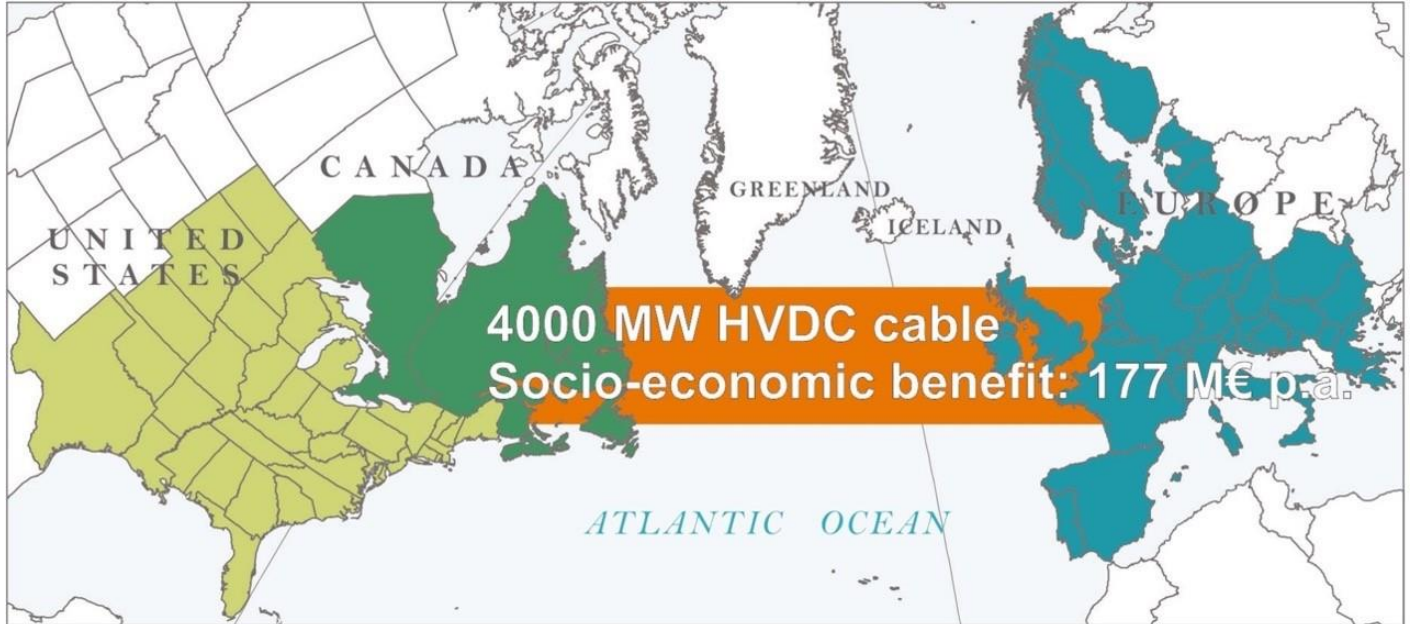 CANADA
GREENLAND
UNITED
STATES
ICELAND
EUROPE
4000 MW HVDC cable
Socio-economic benefit: 177 M€ p.a.
ATLANTIC OCEAN